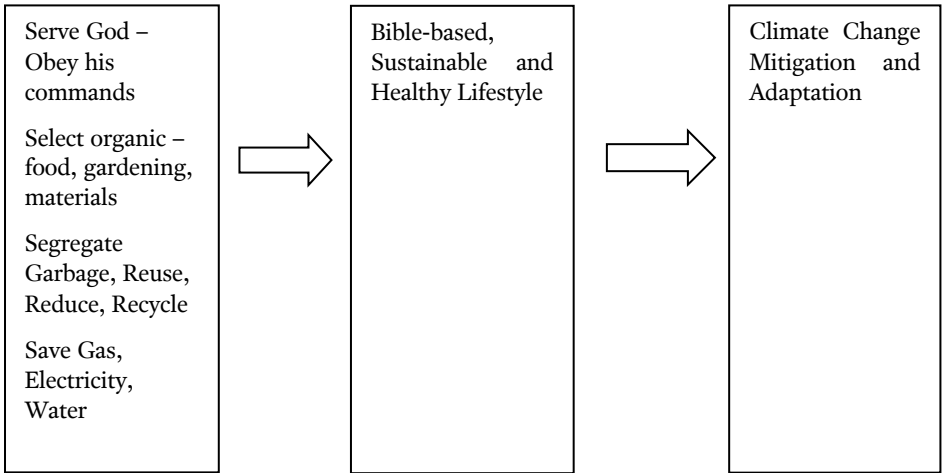 Serve God –
Obey his
commands
Select organic –
food, gardening,
materials
Segregate
Garbage, Reuse,
Reduce, Recycle
Save Gas,
Electricity,
Water
Bible-based,
Sustainable and
Healthy Lifestyle
Climate Change
Mitigation and
Adaptation